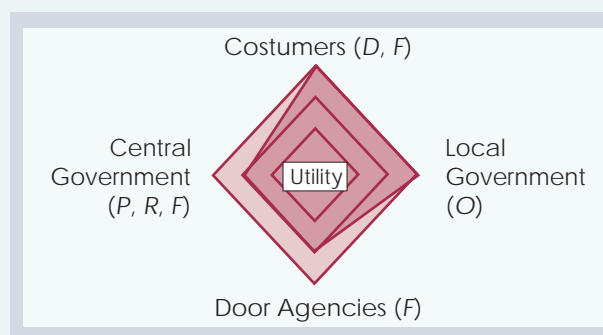 Costumers (D, F)
Central
Government
(P, R, F)
Utility
Local
Government
(O)
Door Agencies (F)